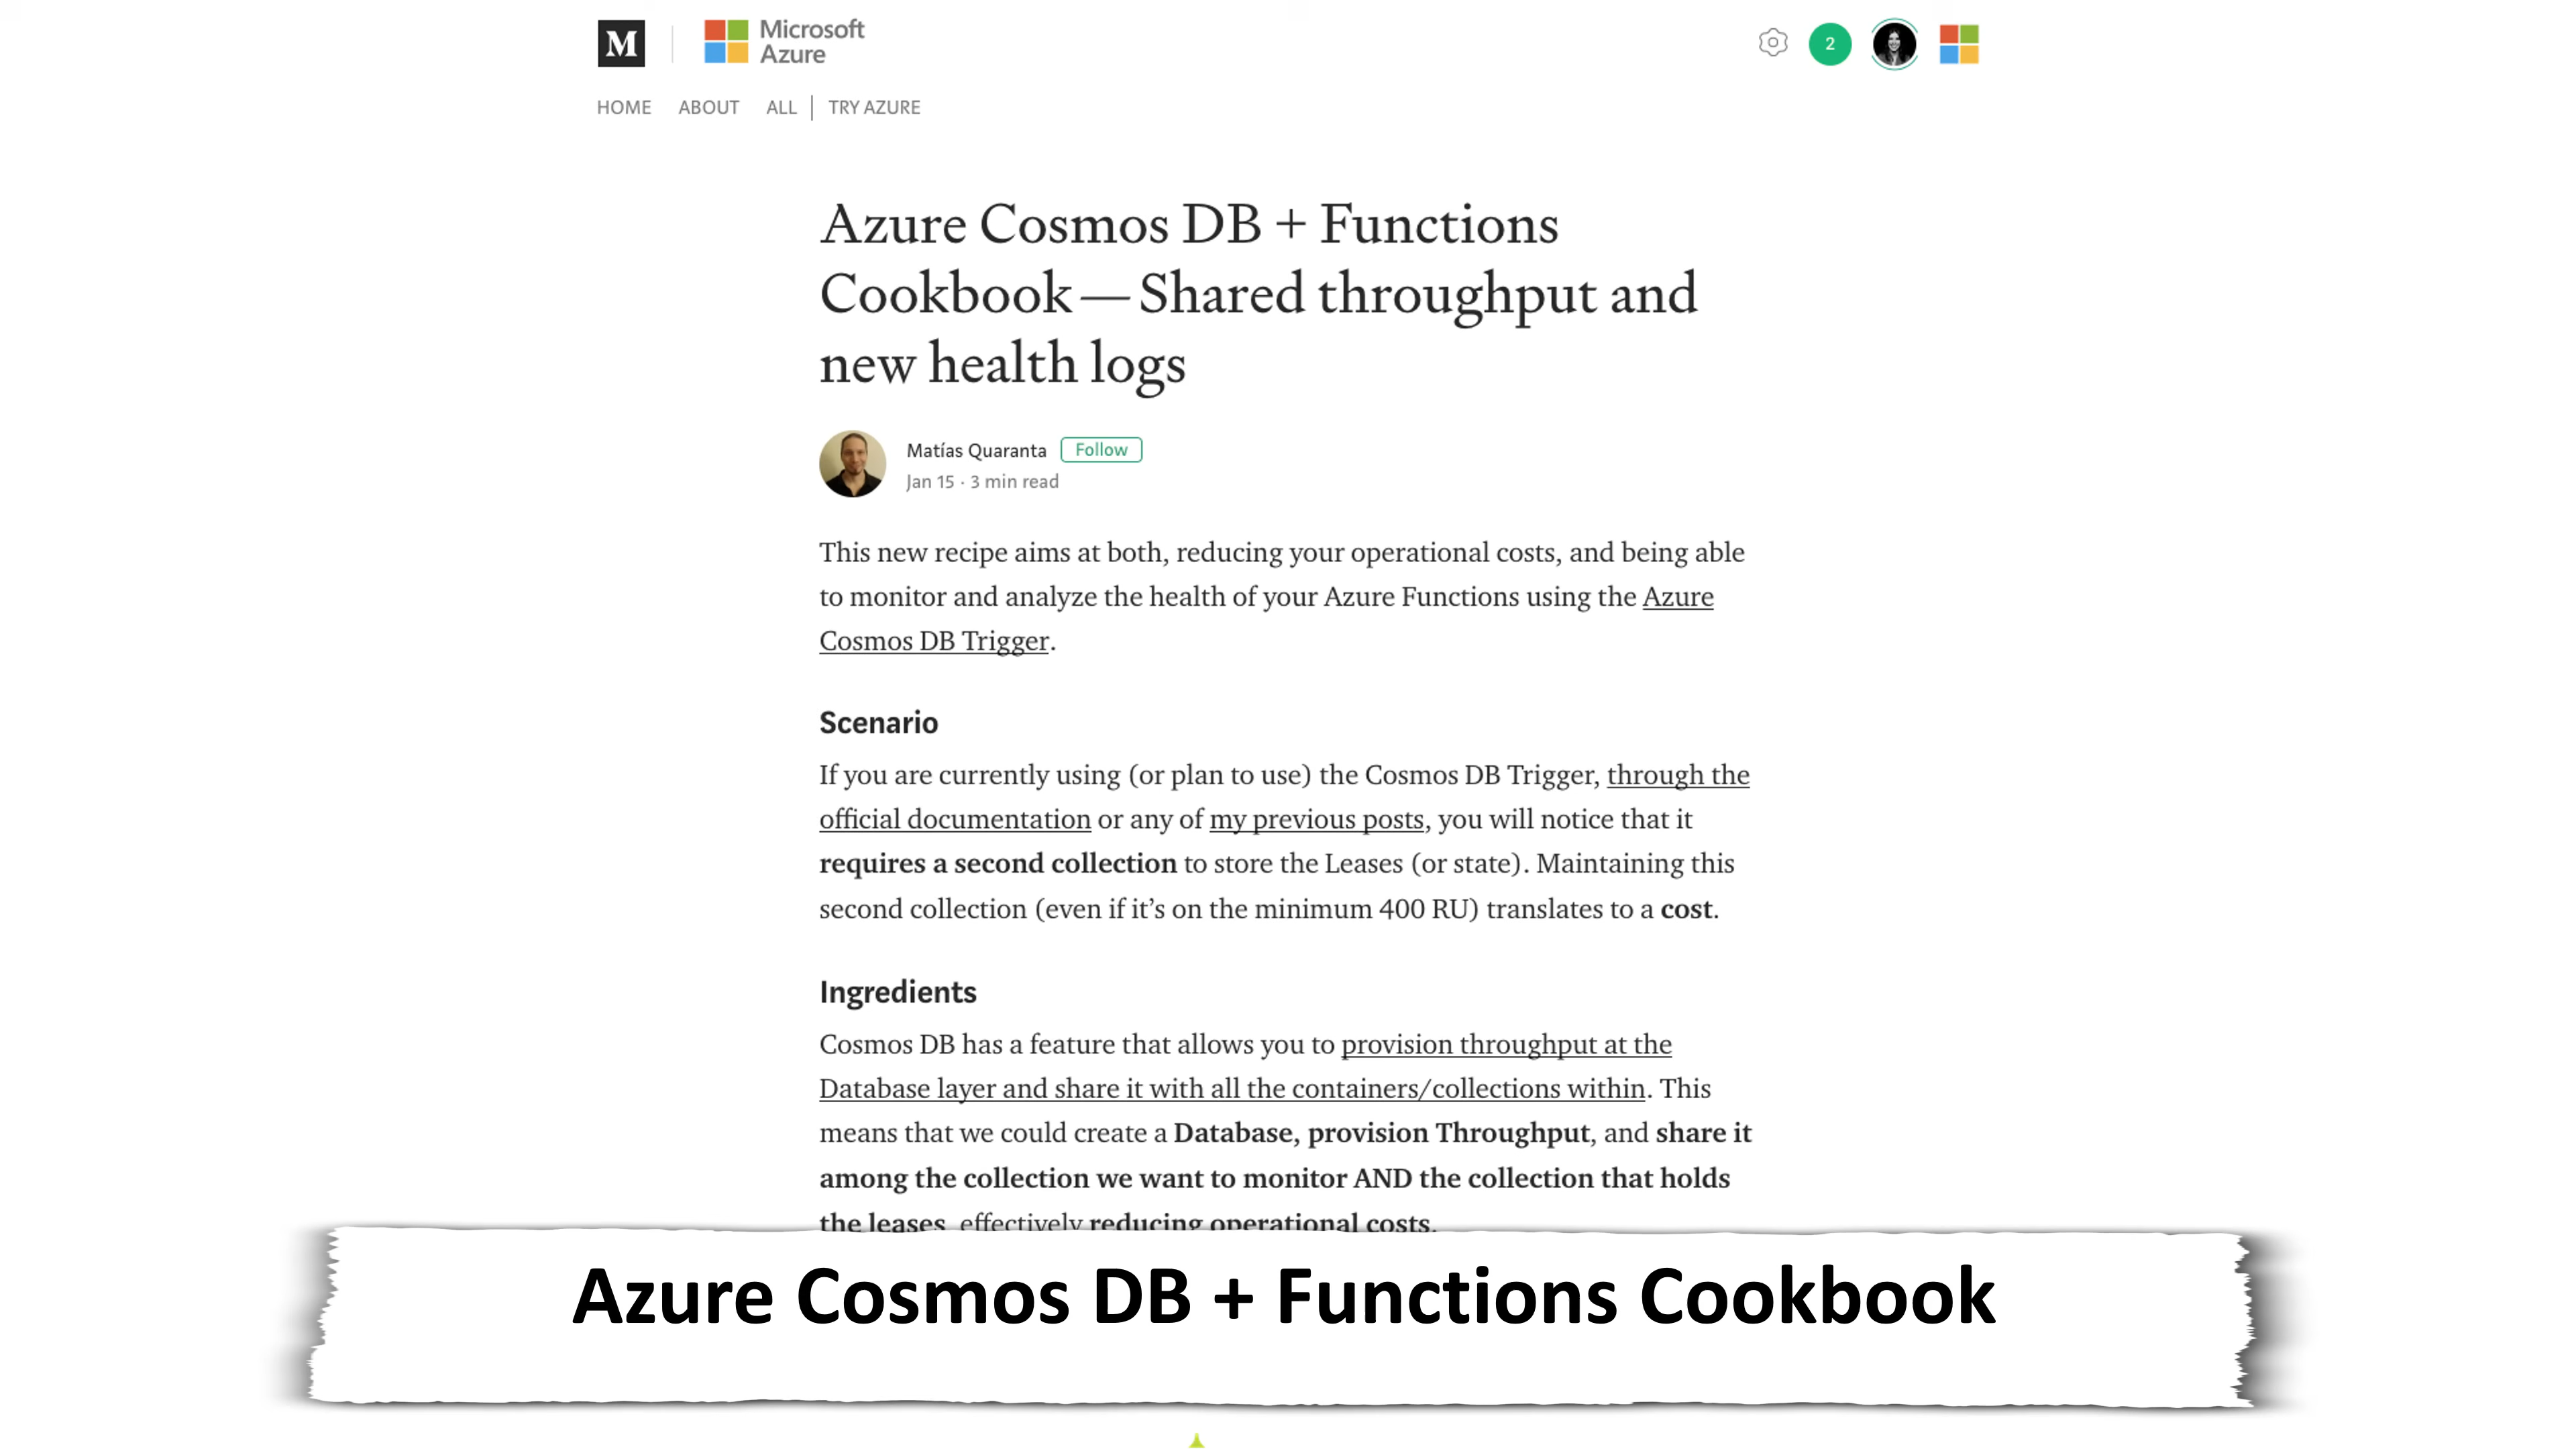 M
Microsoft
Azure
2
HOME ABOUT ALL TRY AZURE
Azure Cosmos DB + Functions
Cookbook — Shared throughput and
new health logs
Matías Quaranta Follow
Jan 15 · 3 min read
This new recipe aims at both, reducing your operational costs, and being able
to monitor and analyze the health of your Azure Functions using the Azure
Cosmos DB Trigger.
Scenario
If you are currently using (or plan to use) the Cosmos DB Trigger, through the
official documentation or any of my previous posts, you will notice that it
requires a second collection to store the Leases (or state). Maintaining this
second collection (even if it’s on the minimum 400 RU) translates to a cost.
Ingredients
Cosmos DB has a feature that allows you to provision throughput at the
Database layer and share it with all the containers/collections within. This
means that we could create a Database, provision Throughput, and share it
among the collection we want to monitor AND the collection that holds
the leases, effectively reducing operational costs.
Azure Cosmos DB + Functions Cookbook